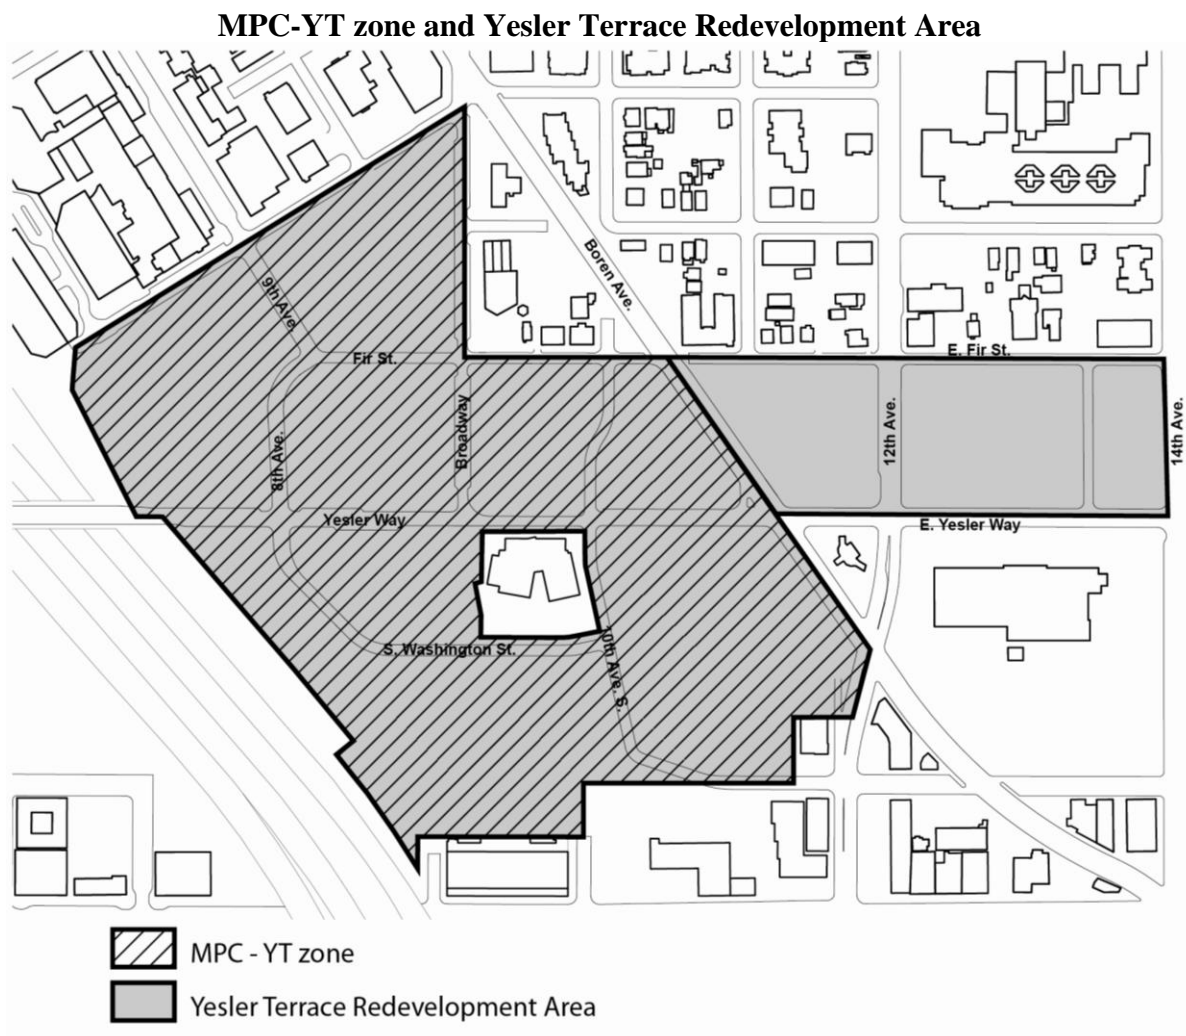 MPC-YT zone and Yesler Terrace Redevelopment Area
Boren Ave.
9th Ave.
Fir St.
E. Fir St.
Broadway
8th Ave.
12th Ave.
14th Ave.
Yesler Way
E. Yesler Way
S. Washington St.
10th Ave. S.
MPC - YT zone
Yesler Terrace Redevelopment Area